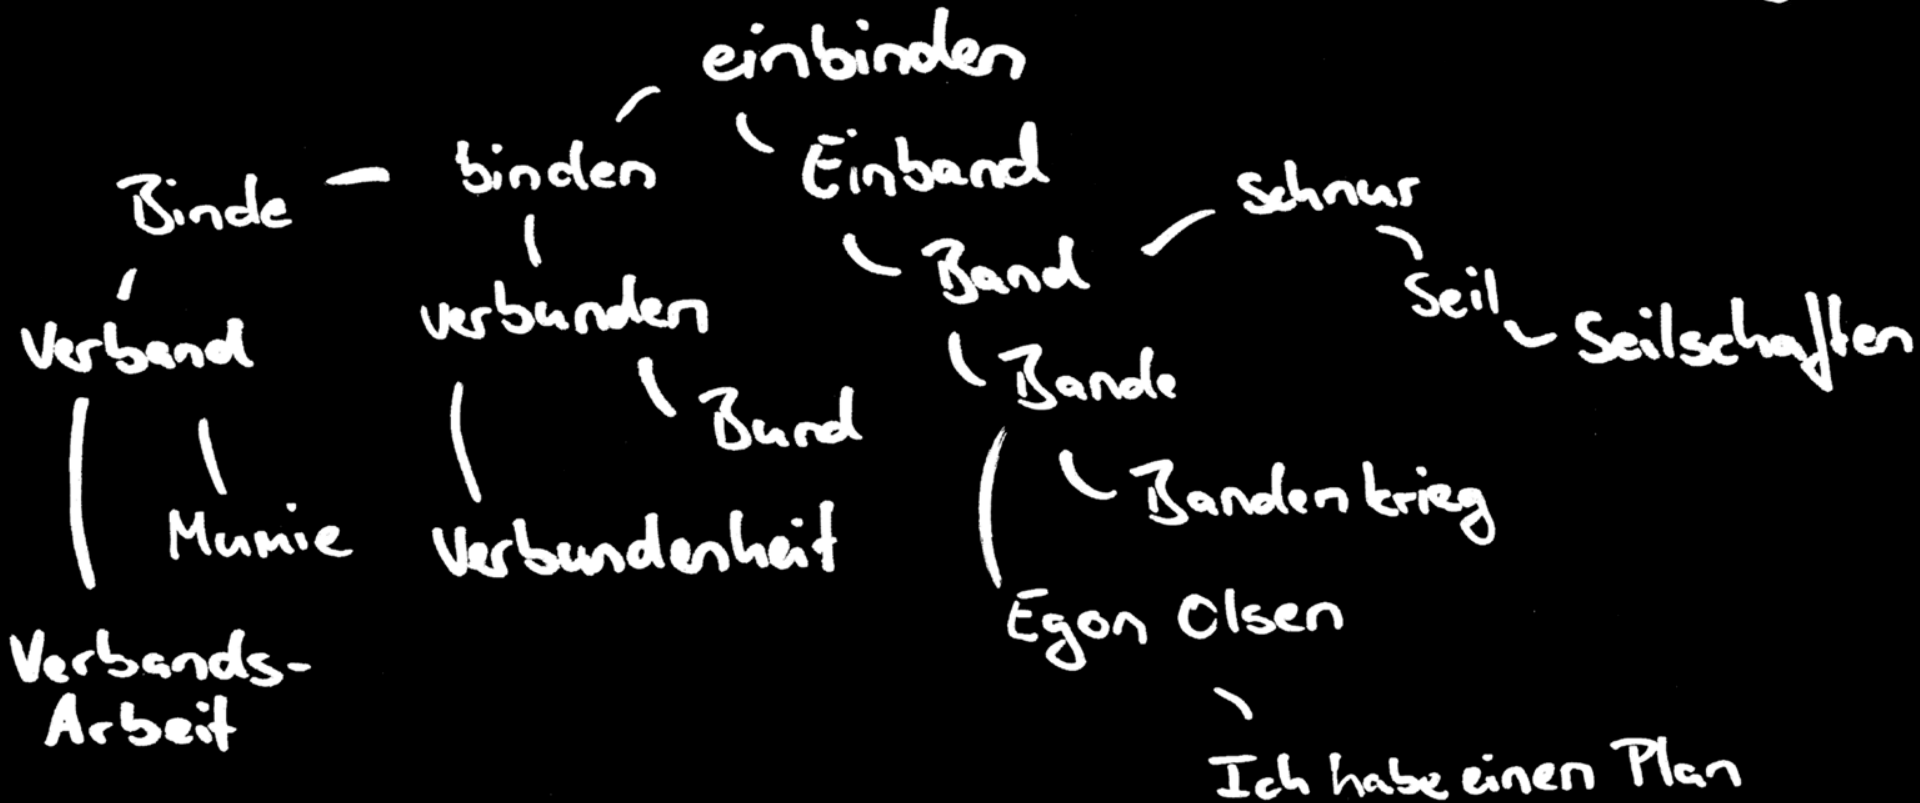 einbinden
Binde
binden
Einband
Schnur
Verband
verbunden
Band
Seil
Seilschaften
Bund
Bande
Mumie
Verbundenheit
Bandenkrieg
Verbands-
Arbeit
Egon Olsen
Ich habe einen Plan